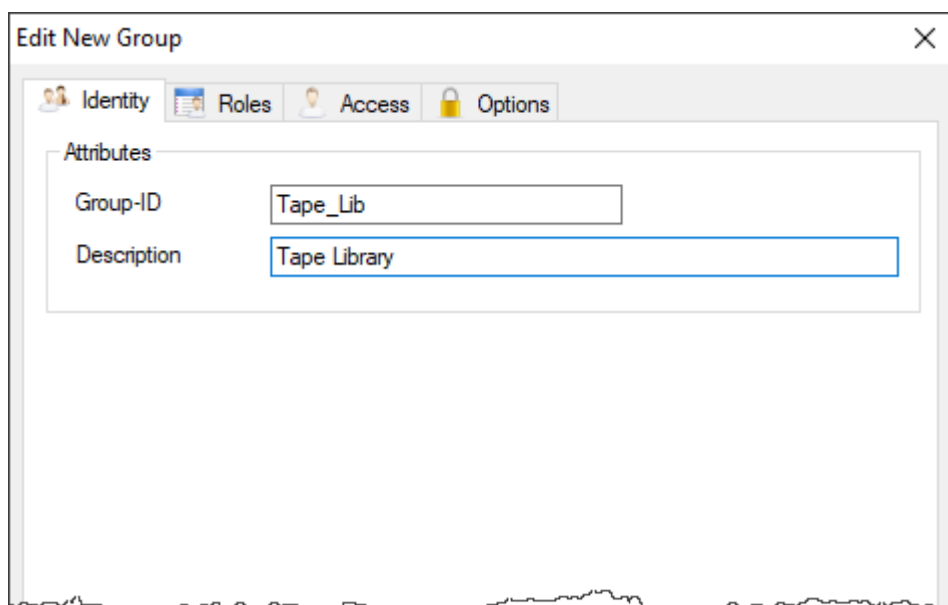 Edit New Group
Identity Roles Access Options
Attributes
Group-ID Tape_Lib
Description Tape Library